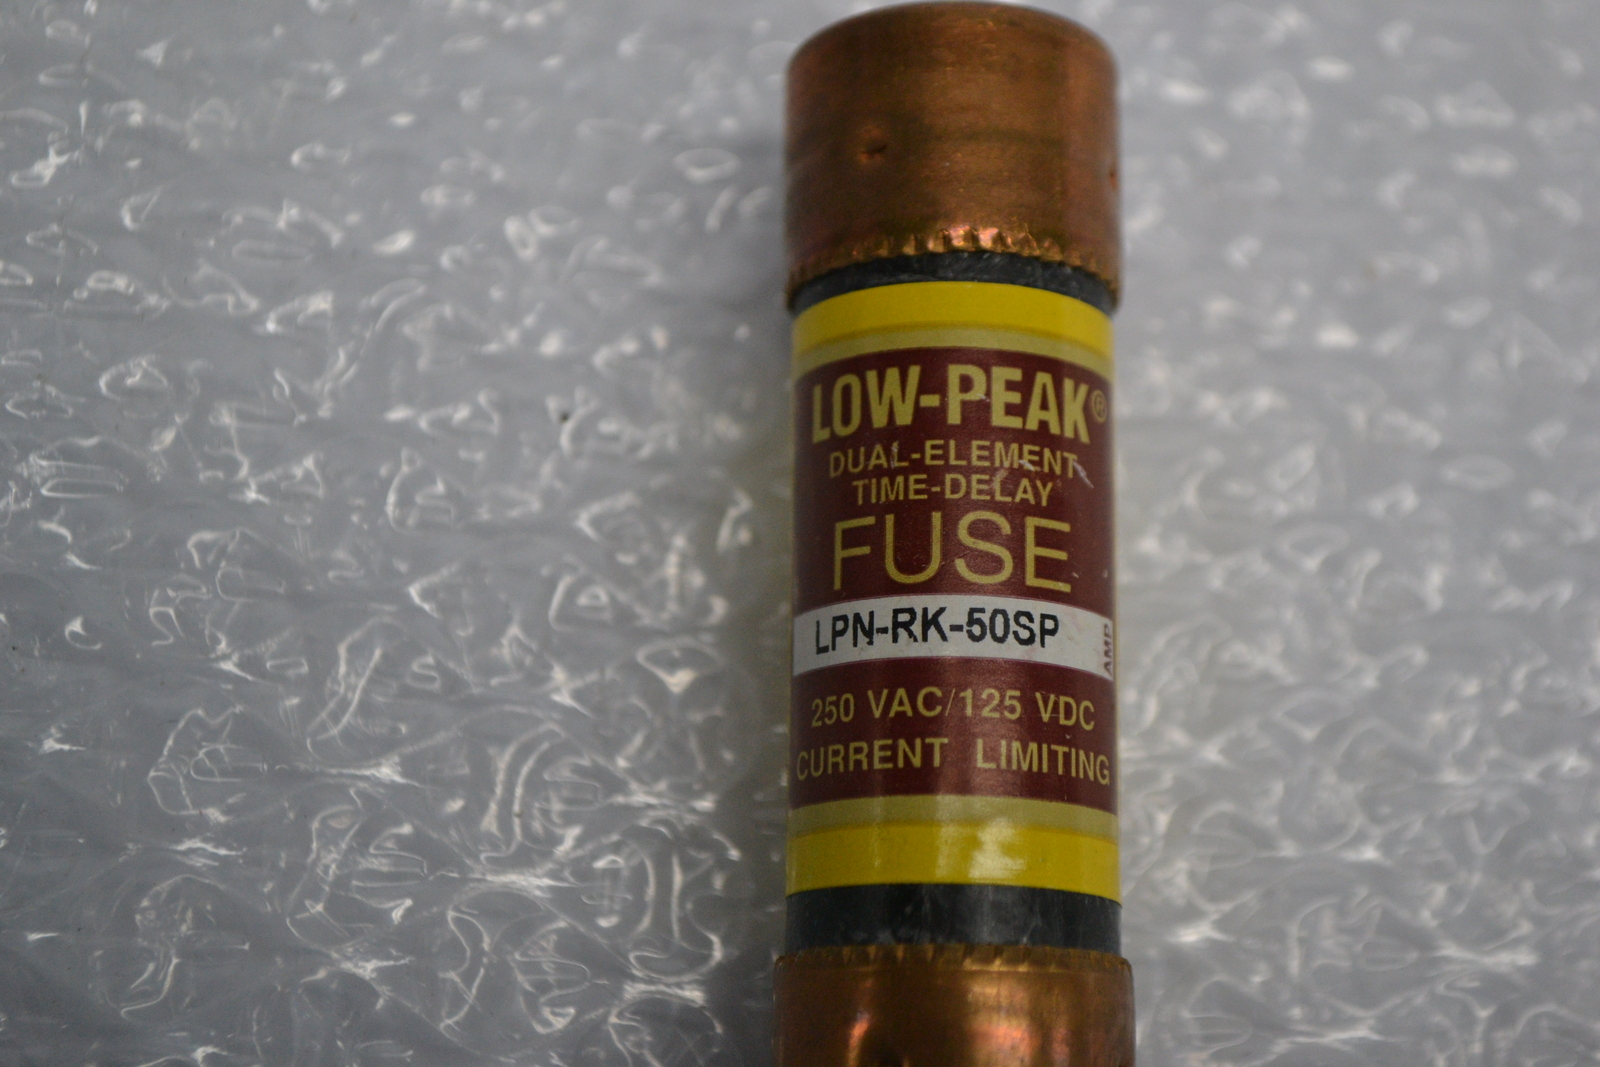 LOW-PEAK®
DUAL-ELEMENT
TIME-DELAY
FUSE
LPN-RK-50SP
AMP
250 VAC/125 VDC
CURRENT LIMITING